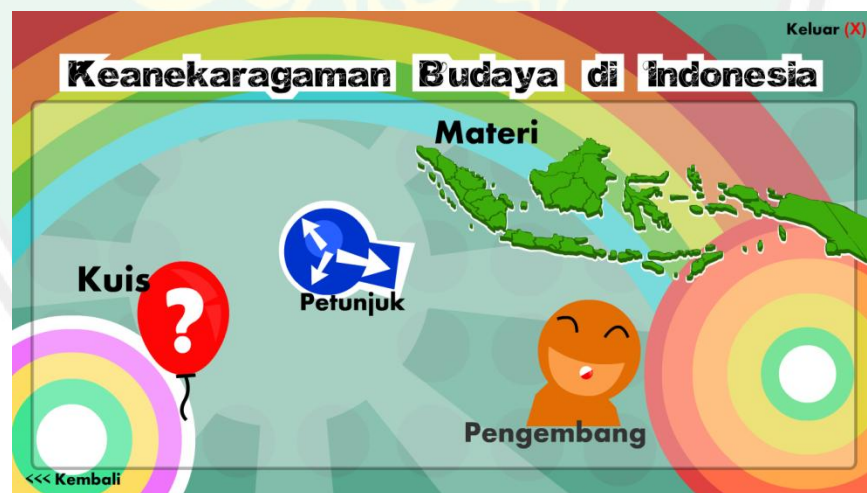 Keluar (X)
Keanekaragaman Budaya di Indonesia
Materi
Kuis
?
Petunjuk
Pengembang
<<< Kembali